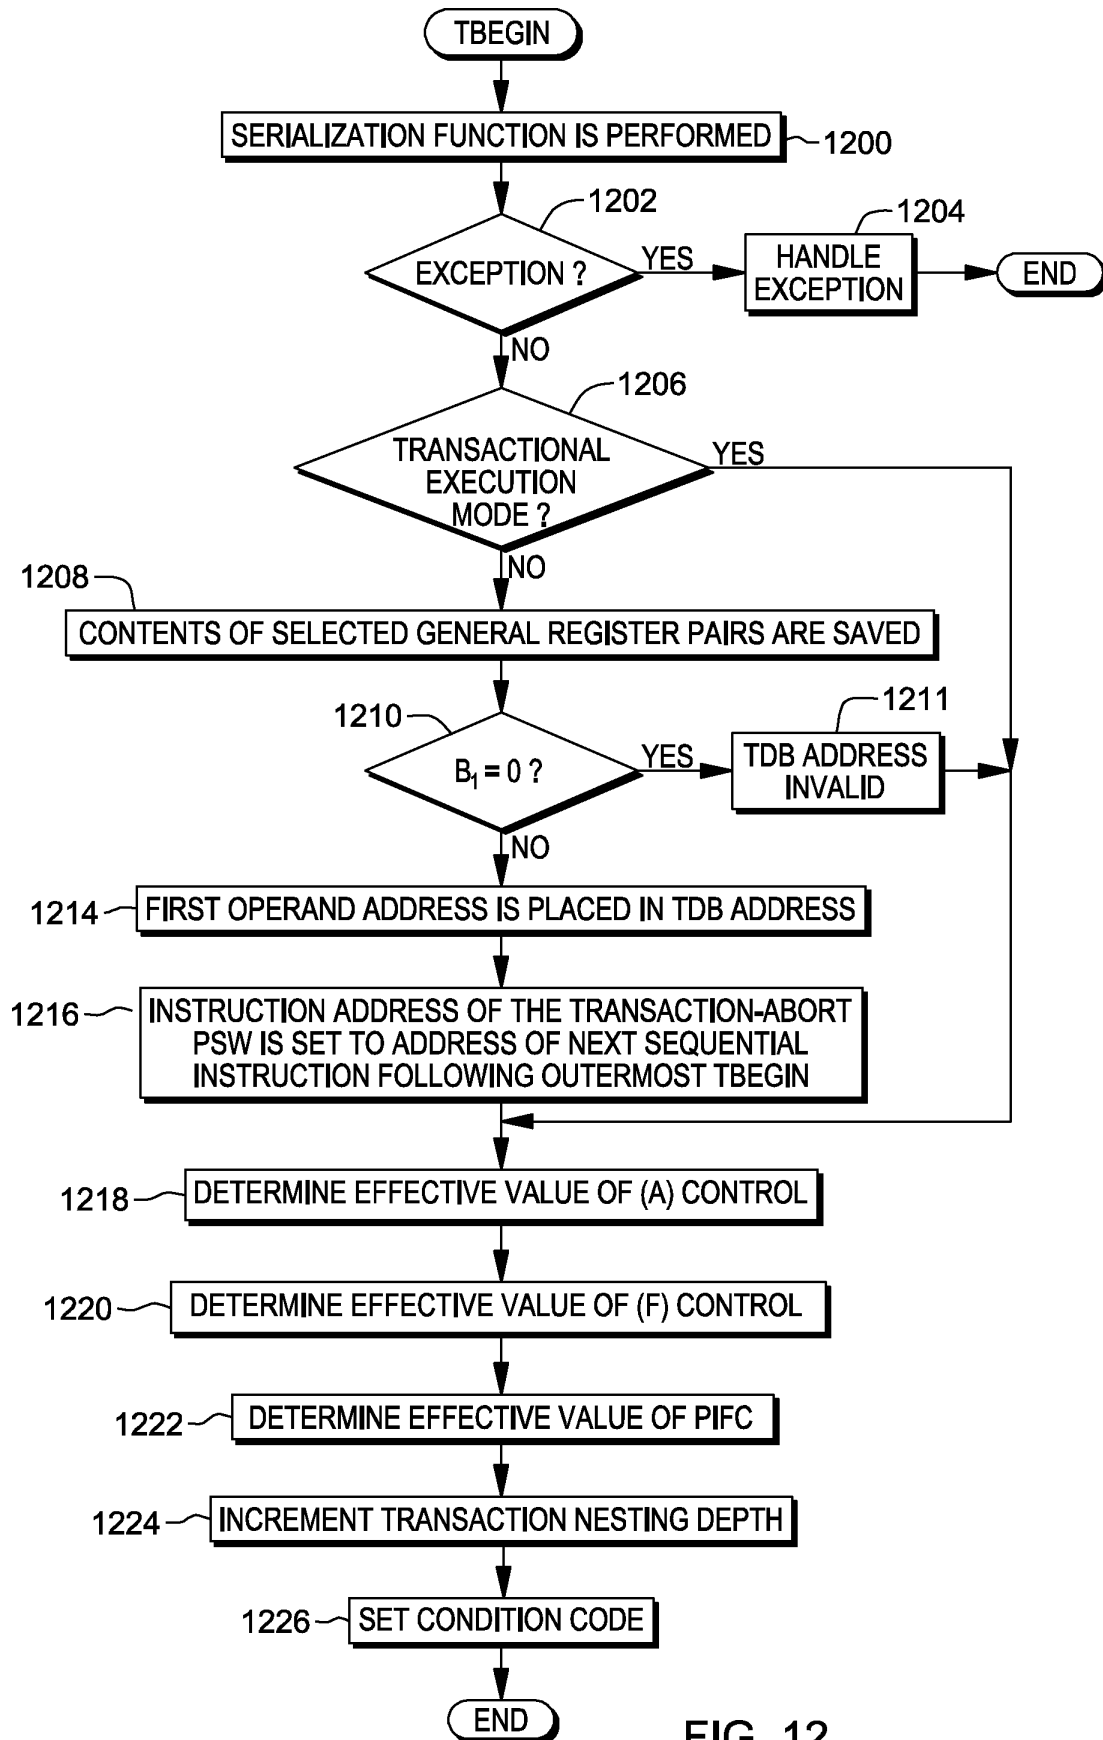 TBEGIN
SERIALIZATION FUNCTION IS PERFORMED
1200
1202
EXCEPTION ?
YES
1204
HANDLE
EXCEPTION
END
NO
1206
TRANSACTIONAL
EXECUTION
MODE ?
YES
NO
1208
CONTENTS OF SELECTED GENERAL REGISTER PAIRS ARE SAVED
1210
B1 = 0 ?
YES
1211
TDB ADDRESS
INVALID
NO
1214
FIRST OPERAND ADDRESS IS PLACED IN TDB ADDRESS
1216
INSTRUCTION ADDRESS OF THE TRANSACTION-ABORT
PSW IS SET TO ADDRESS OF NEXT SEQUENTIAL
INSTRUCTION FOLLOWING OUTERMOST TBEGIN
1218
DETERMINE EFFECTIVE VALUE OF (A) CONTROL
1220
DETERMINE EFFECTIVE VALUE OF (F) CONTROL
1222
DETERMINE EFFECTIVE VALUE OF PIFC
1224
INCREMENT TRANSACTION NESTING DEPTH
1226
SET CONDITION CODE
END
FIG. 12